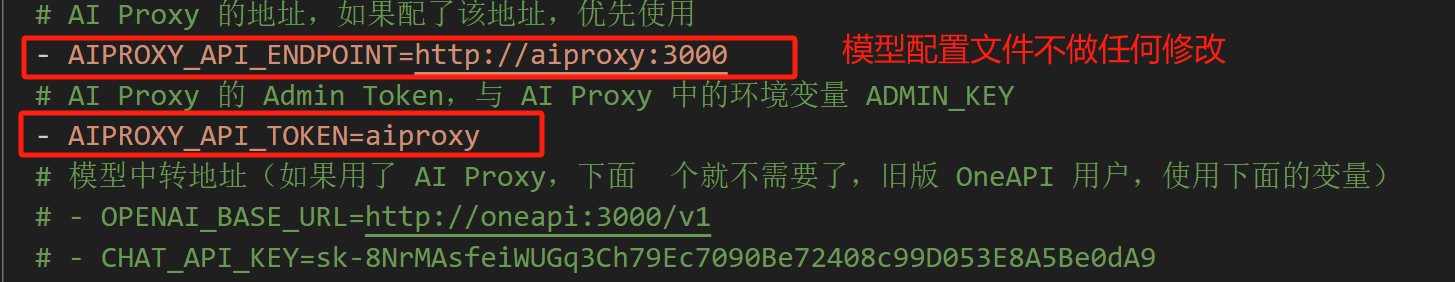 # AI Proxy 的地址，如果配了该地址，优先使用
- AIPROXY_API_ENDPOINT=http://aiproxy:3000
模型配置文件不做任何修改
# AI Proxy 的 Admin Token，与 AI Proxy 中的环境变量 ADMIN_KEY
- AIPROXY_API_TOKEN=aiproxy
# 模型中转地址（如果用了 AI Proxy，下面 个就不需要了，旧版 OneAPI 用户，使用下面的变量）
# - OPENAI_BASE_URL=http://oneapi:3000/v1
# - CHAT_API_KEY=sk-8NrMAsfeiWUGq3Ch79Ec7090Be72408c99D053E8A5Be0dA9